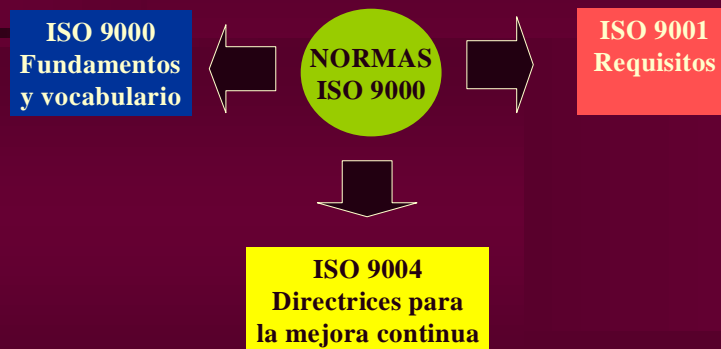 ISO 9000
Fundamentos
y vocabulario
NORMAS
ISO 9000
ISO 9001
Requisitos
ISO 9004
Directrices para
la mejora continua